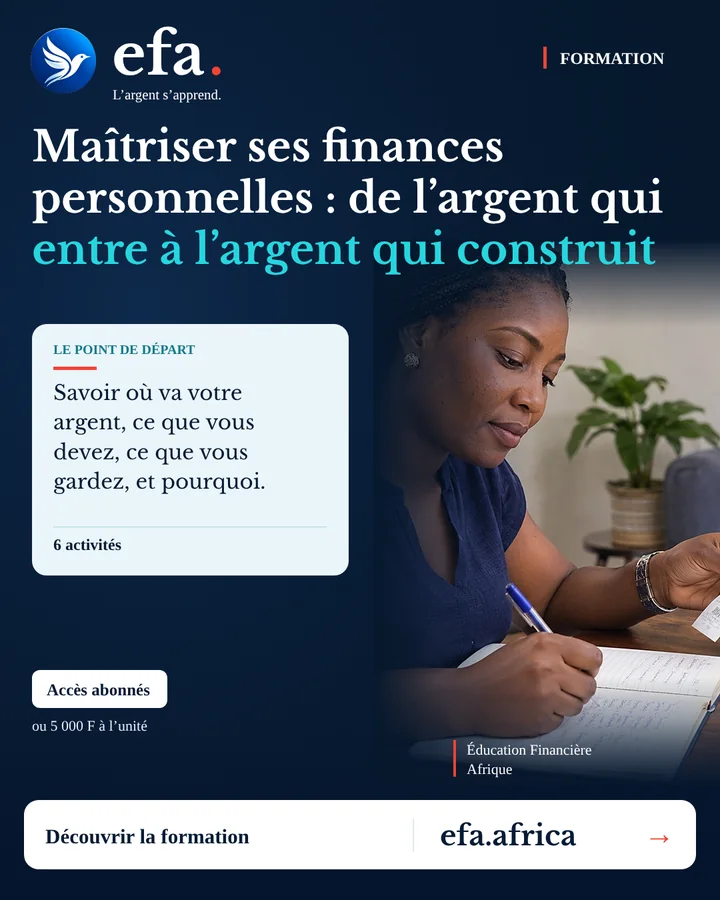 efa.
L’argent s’apprend.
FORMATION
Maîtriser ses finances
personnelles : de l’argent qui
entre à l’argent qui construit
LE POINT DE DÉPART
Savoir où va votre
argent, ce que vous
devez, ce que vous
gardez, et pourquoi.
6 activités
Accès abonnés
ou 5 000 F à l’unité
Éducation Financière
Afrique
Découvrir la formation
efa.africa →